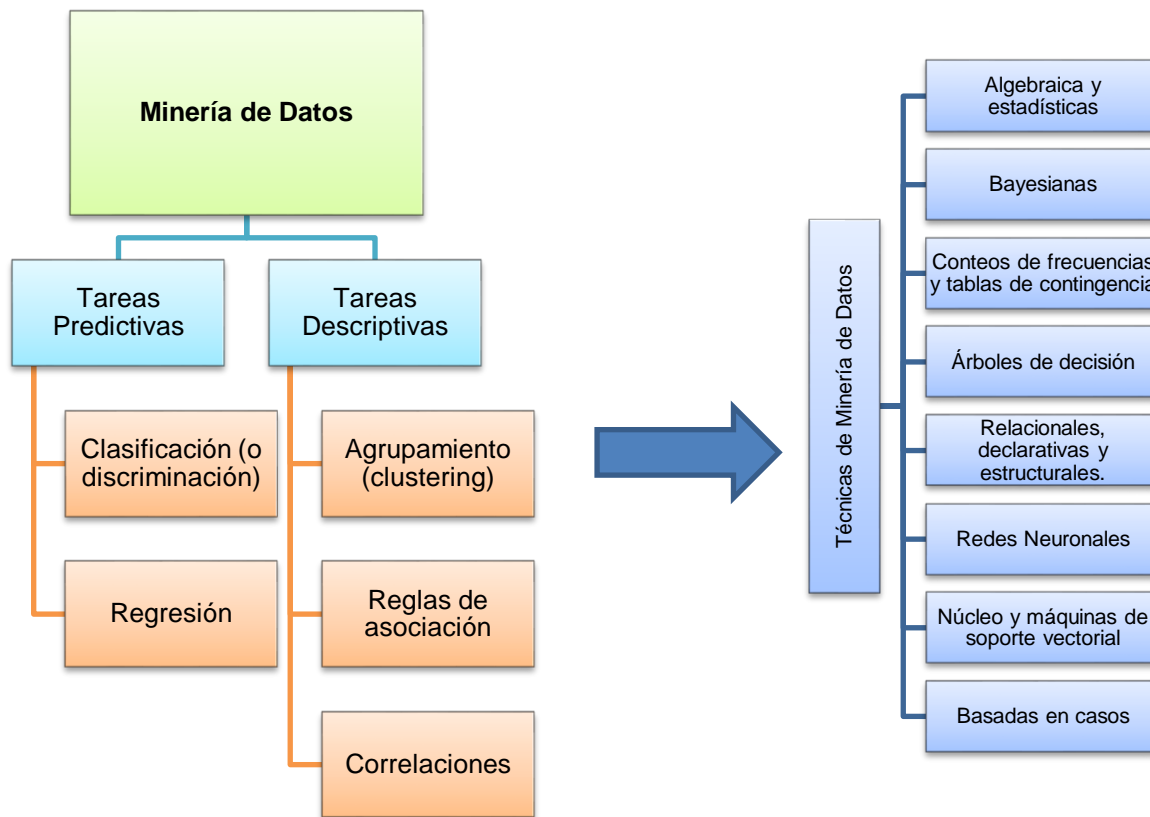 Minería de Datos
Tareas
Predictivas
Clasificación (o
discriminación)
Regresión
Tareas
Descriptivas
Agrupamiento
(clustering)
Reglas de
asociación
Correlaciones
Técnicas de Minería de Datos
Algebraica y
estadísticas
Bayesianas
Conteos de frecuencias
y tablas de contingencia
Árboles de decisión
Relacionales,
declarativas y
estructurales.
Redes Neuronales
Núcleo y máquinas de
soporte vectorial
Basadas en casos